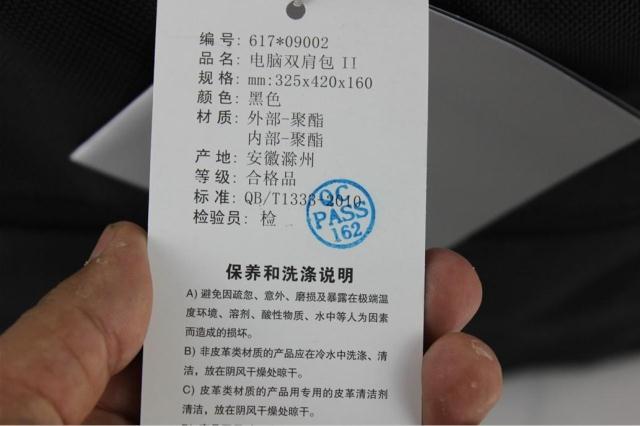 编号: 617*09002
品名: 电脑双肩包 II
规格: mm:325x420x160
颜色: 黑色
材质: 外部-聚酯
内部-聚酯
产地: 安徽滁州
等级: 合格品
标准: QB/T1333-2010
检验员: 检
QC
PASS
162
保养和洗涤说明
A) 避免因疏忽、意外、磨损及暴露在极端温
度环境、溶剂、酸性物质、水中等人为因素
而造成的损坏。
B) 非皮革类材质的产品应在冷水中洗涤、清
洁，放在阴风干燥处晾干。
C) 皮革类材质的产品用专用的皮革清洁剂
清洁，放在阴风干燥处晾干。